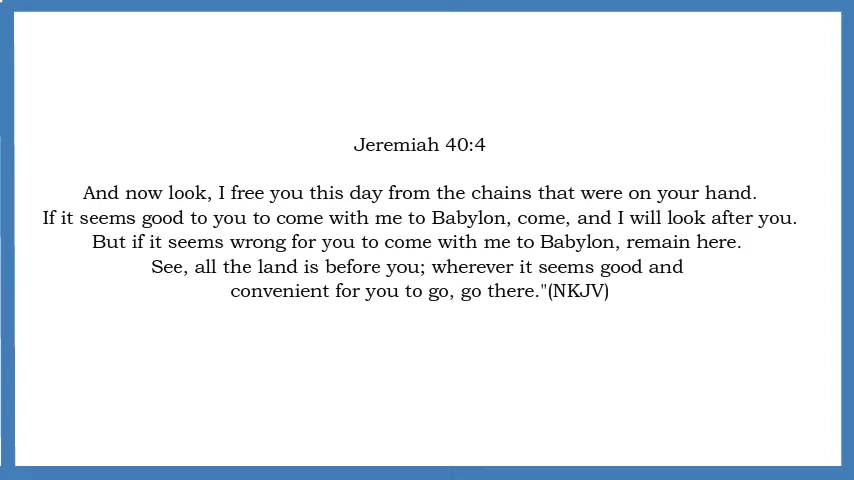 Jeremiah 40:4
And now look, I free you this day from the chains that were on your hand.
If it seems good to you to come with me to Babylon, come, and I will look after you.
But if it seems wrong for you to come with me to Babylon, remain here.
See, all the land is before you; wherever it seems good and
convenient for you to go, go there."(NKJV)